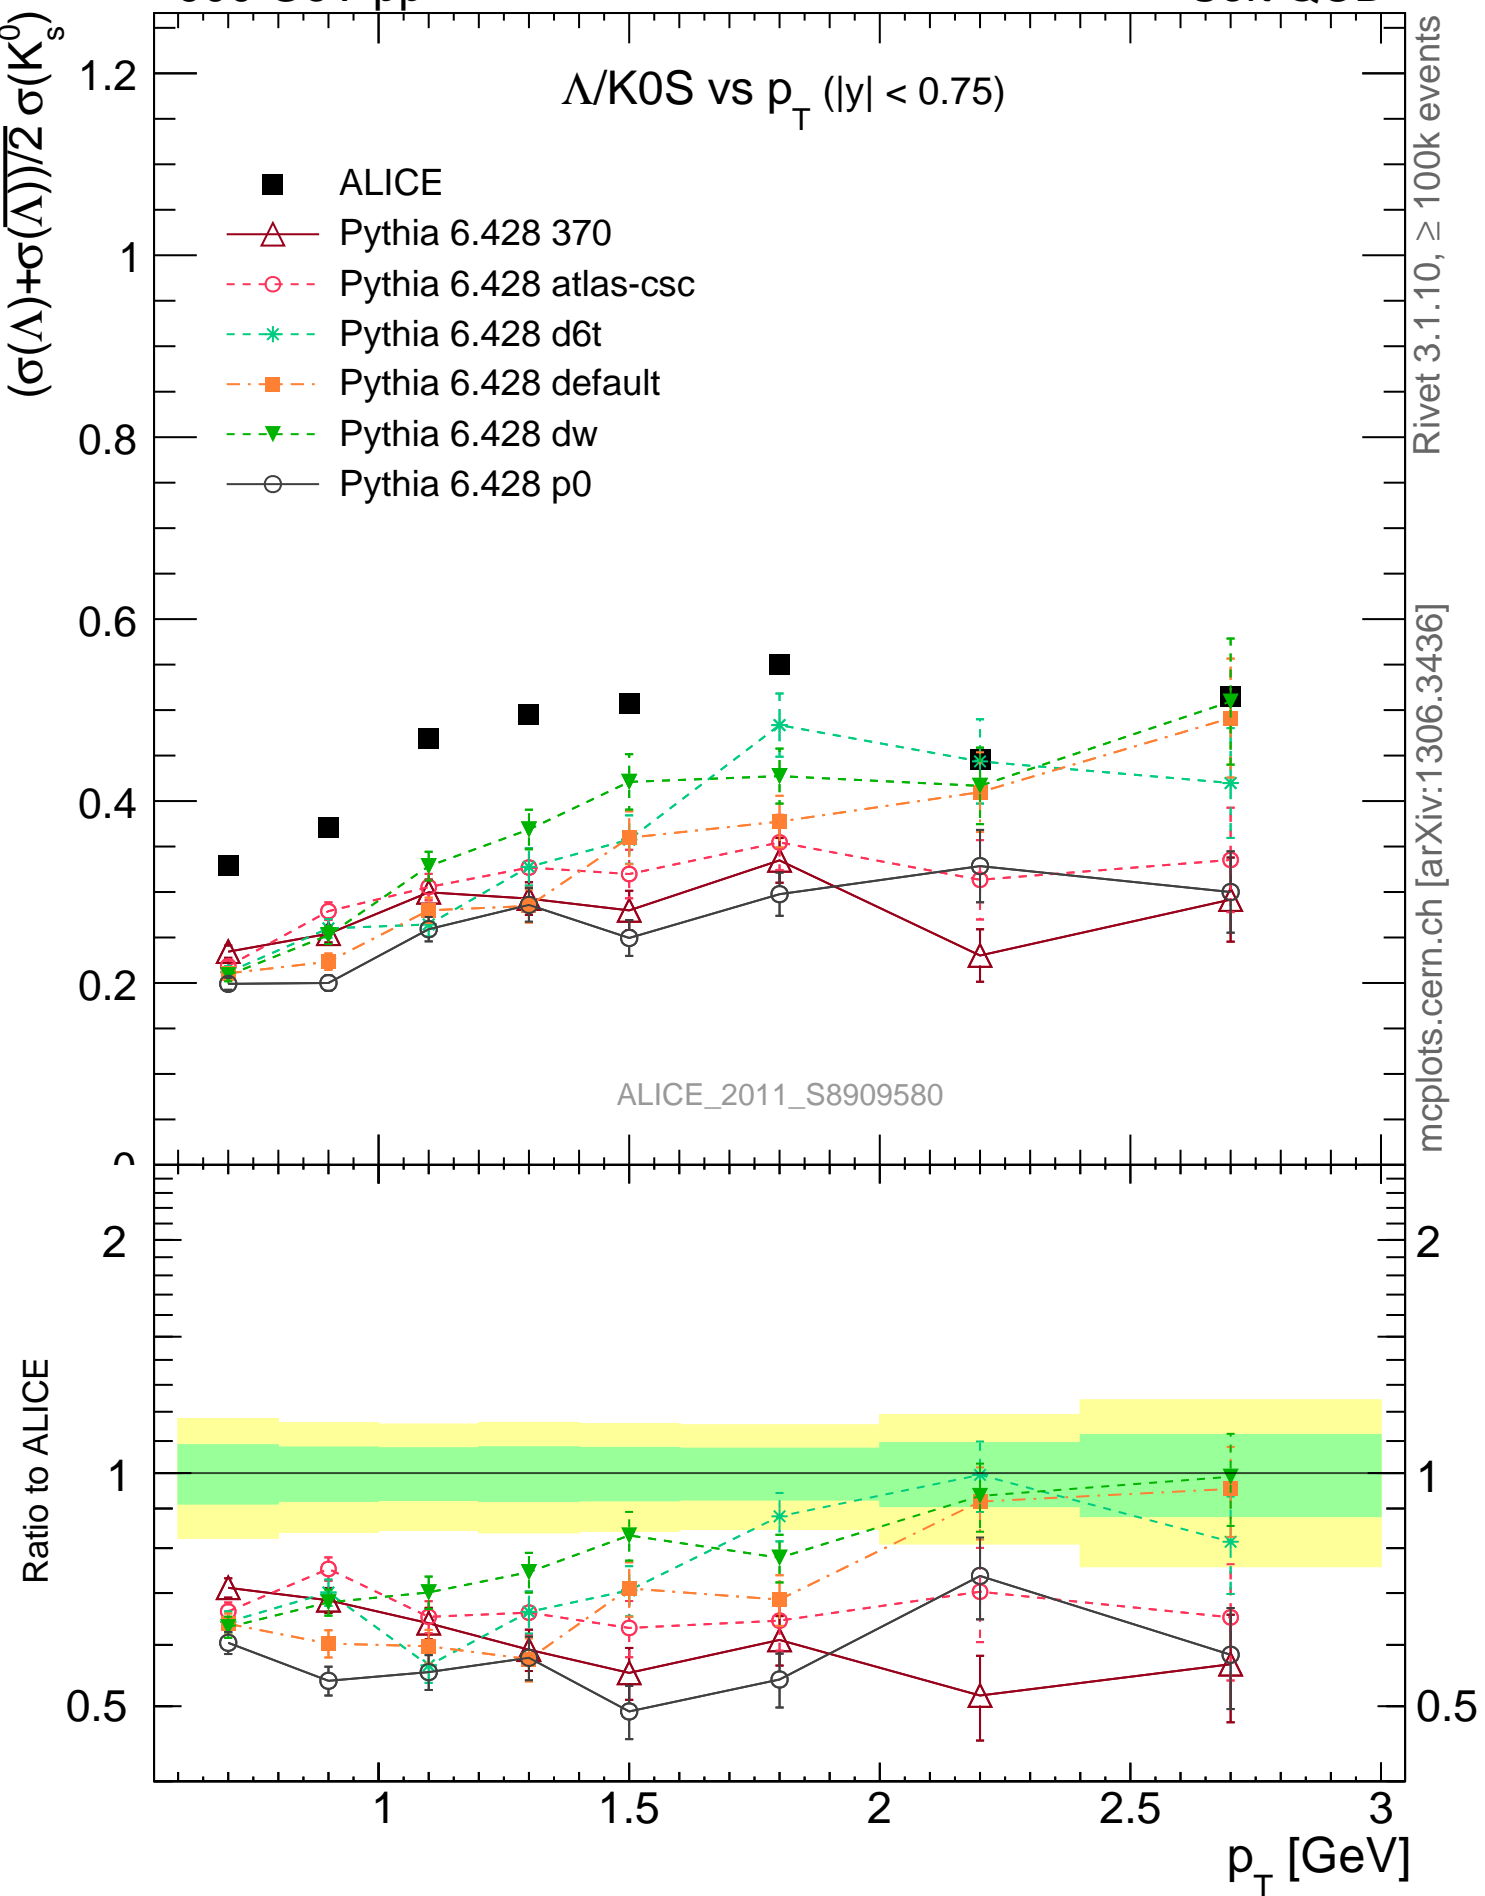 (σ(Λ)+σ(Λ))/2 σ(K⁰ₛ)
Λ/K0S vs p_T (|y| < 0.75)
ALICE
Pythia 6.428 370
Pythia 6.428 atlas-csc
Pythia 6.428 d6t
Pythia 6.428 default
Pythia 6.428 dw
Pythia 6.428 p0
1.2
1
0.8
0.6
0.4
0.2
ALICE_2011_S8909580
Rivet 3.1.10, ≥ 100k events
mcplots.cern.ch [arXiv:1306.3436]
Ratio to ALICE
2
1
0.5
2
1
0.5
1
1.5
2
2.5
3
p_T [GeV]